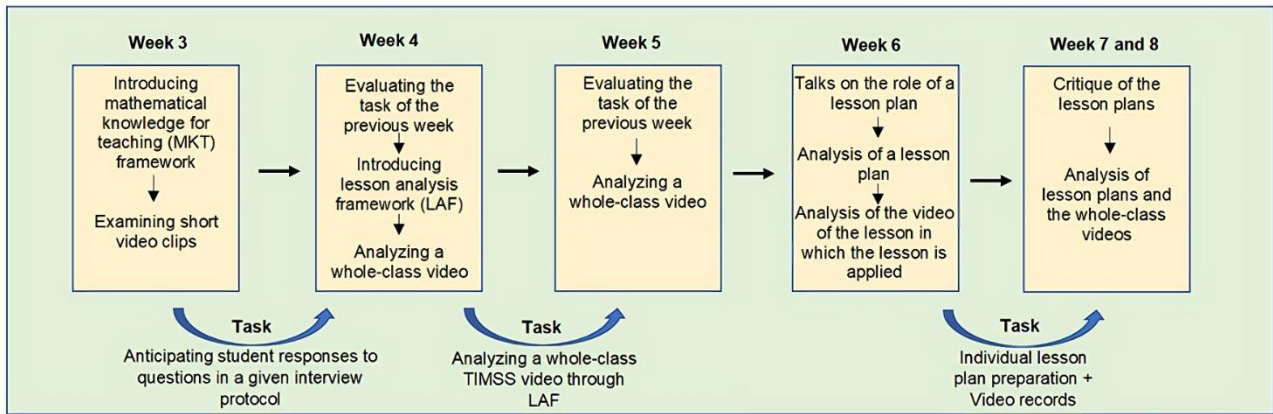 Week 3
Introducing
mathematical
knowledge for
teaching (MKT)
framework
Examining short
video clips
Week 4
Evaluating the
task of the
previous week
Introducing
lesson analysis
framework (LAF)
Analyzing a
whole-class video
Week 5
Evaluating the
task of the
previous week
Analyzing a
whole-class video
Week 6
Talks on the role of a
lesson plan
Analysis of a lesson
plan
Analysis of the video
of the lesson in
which the lesson is
applied
Week 7 and 8
Critique of the
lesson plans
Analysis of
lesson plans and
the whole-class
videos
Task
Anticipating student responses to
questions in a given interview
protocol
Task
Analyzing a whole-class
TIMSS video through
LAF
Task
Individual lesson
plan preparation +
Video records